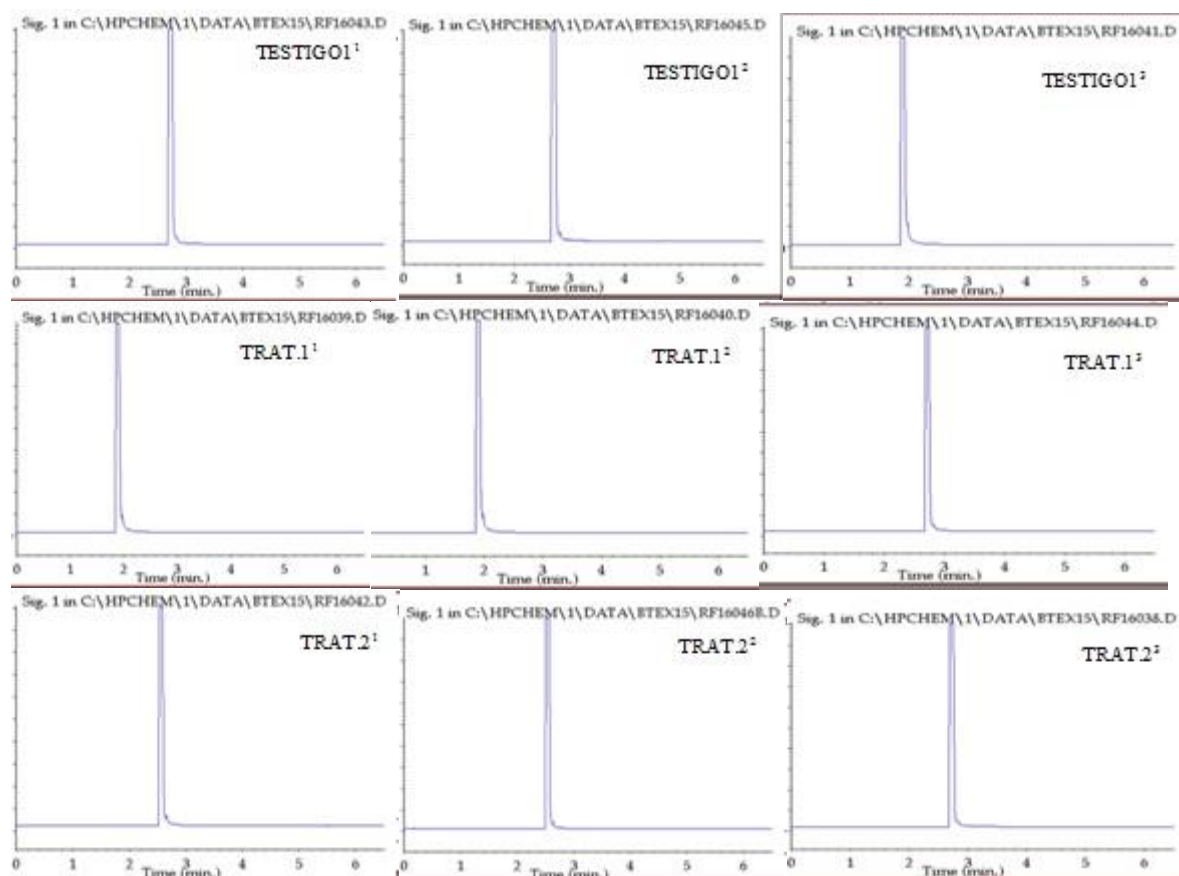 Sig. 1 in C:\HPCHEM\1\DATA\BTEX15\RF16043.D
TESTIGO1¹
0 1 2 3 4 5 6
Time (min.)
Sig. 1 in C:\HPCHEM\1\DATA\BTEX15\RF16045.D
TESTIGO1²
0 1 2 3 4 5 6
Time (min.)
Sig. 1 in C:\HPCHEM\1\DATA\BTEX15\RF16041.D
TESTIGO1³
0 1 2 3 4 5 6
Time (min.)
Sig. 1 in C:\HPCHEM\1\DATA\BTEX15\RF16039.D
TRAT.1¹
0 1 2 3 4 5 6
Time (min.)
Sig. 1 in C:\HPCHEM\1\DATA\BTEX15\RF16040.D
TRAT.1²
1 2 3 4 5 6
Time (min.)
Sig. 1 in C:\HPCHEM\1\DATA\BTEX15\RF16044.D
TRAT.1³
0 1 2 3 4 5 6
Time (min.)
Sig. 1 in C:\HPCHEM\1\DATA\BTEX15\RF16042.D
TRAT.2¹
0 1 2 3 4 5 6
Time (min.)
Sig. 1 in C:\HPCHEM\1\DATA\BTEX15\RF16046B.D
TRAT.2²
0 1 2 3 4 5 6
Time (min.)
Sig. 1 in C:\HPCHEM\1\DATA\BTEX15\RF16038.D
TRAT.2³
0 1 2 3 4 5 6
Time (min.)